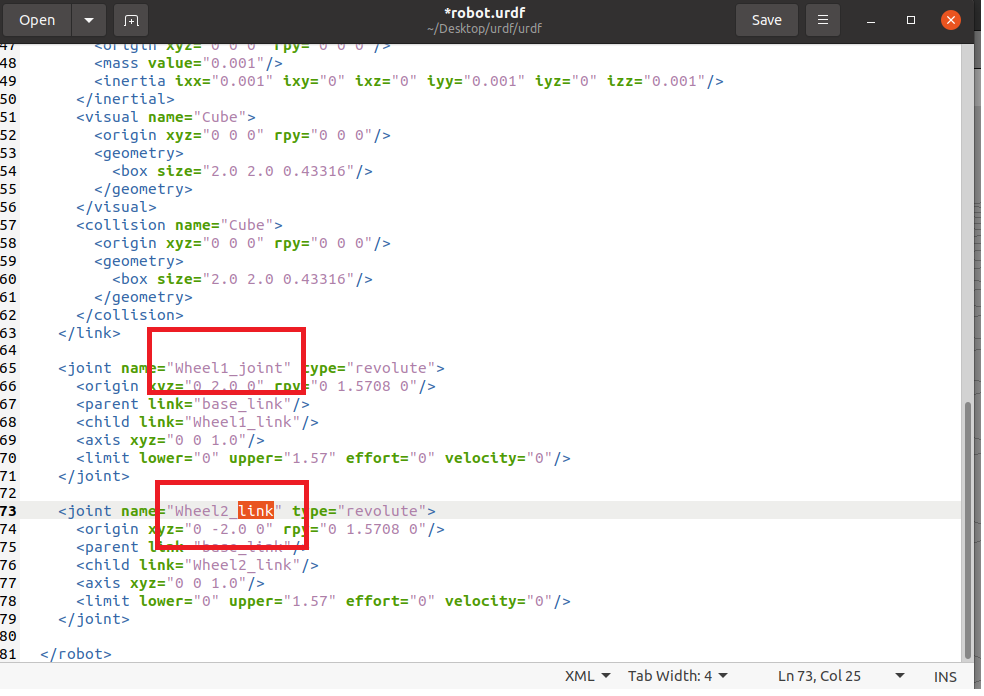 Open
*robot.urdf
~/Desktop/urdf/urdf
Save
47 <origin xyz="0 0 0" rpy="0 0 0"/>
48 <mass value="0.001"/>
49 <inertia ixx="0.001" ixy="0" ixz="0" iyy="0.001" iyz="0" izz="0.001"/>
50 </inertial>
51 <visual name="Cube">
52 <origin xyz="0 0 0" rpy="0 0 0"/>
53 <geometry>
54 <box size="2.0 2.0 0.43316"/>
55 </geometry>
56 </visual>
57 <collision name="Cube">
58 <origin xyz="0 0 0" rpy="0 0 0"/>
59 <geometry>
60 <box size="2.0 2.0 0.43316"/>
61 </geometry>
62 </collision>
63 </link>
64
65 <joint name="Wheel1_joint" type="revolute">
66 <origin xyz="0 2.0 0" rpy="0 1.5708 0"/>
67 <parent link="base_link"/>
68 <child link="Wheel1_link"/>
69 <axis xyz="0 0 1.0"/>
70 <limit lower="0" upper="1.57" effort="0" velocity="0"/>
71 </joint>
72
73 <joint name="Wheel2_link" type="revolute">
74 <origin xyz="0 -2.0 0" rpy="0 1.5708 0"/>
75 <parent link="base_link"/>
76 <child link="Wheel2_link"/>
77 <axis xyz="0 0 1.0"/>
78 <limit lower="0" upper="1.57" effort="0" velocity="0"/>
79 </joint>
80
81 </robot>
XML Tab Width: 4 Ln 73, Col 25 INS